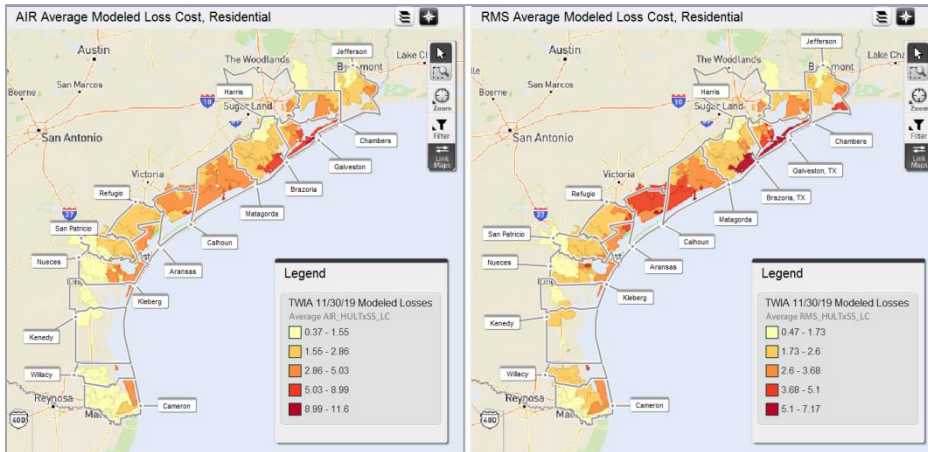 AIR Average Modeled Loss Cost, Residential
Austin
The Woodlands
Jefferson
Lake Ch
Harris
Boerne
San Marcos
10
Sugar Land
San Antonio
Chambers
Galveston
Victoria
Brazoria
Refugio
Matagorda
37
San Patricio
Calhoun
Nueces
Aransas
Kleberg
Kenedy
Willacy
Reynosa
Cameron
40D
Zoom
Filter
Link
Maps
Legend
TWIA 11/30/19 Modeled Losses
Average AIR_HULTxSS_LC
0.37 - 1.55
1.55 - 2.86
2.86 - 5.03
5.03 - 8.99
8.99 - 11.6
RMS Average Modeled Loss Cost, Residential
Austin
The Woodlands
Jefferson
Lake Cha
Harris
Boerne
San Marcos
10
Sugar Land
San Antonio
Chambers
Galveston, TX
Victoria
Brazoria, TX
Refugio
Matagorda
37
San Patricio
Calhoun
Nueces
Aransas
Kleberg
Kenedy
Willacy
Reynosa
Cameron
40D
Zoom
Filter
Link
Maps
Legend
TWIA 11/30/19 Modeled Losses
Average RMS_HULTxSS_LC
0.47 - 1.73
1.73 - 2.6
2.6 - 3.68
3.68 - 5.1
5.1 - 7.17